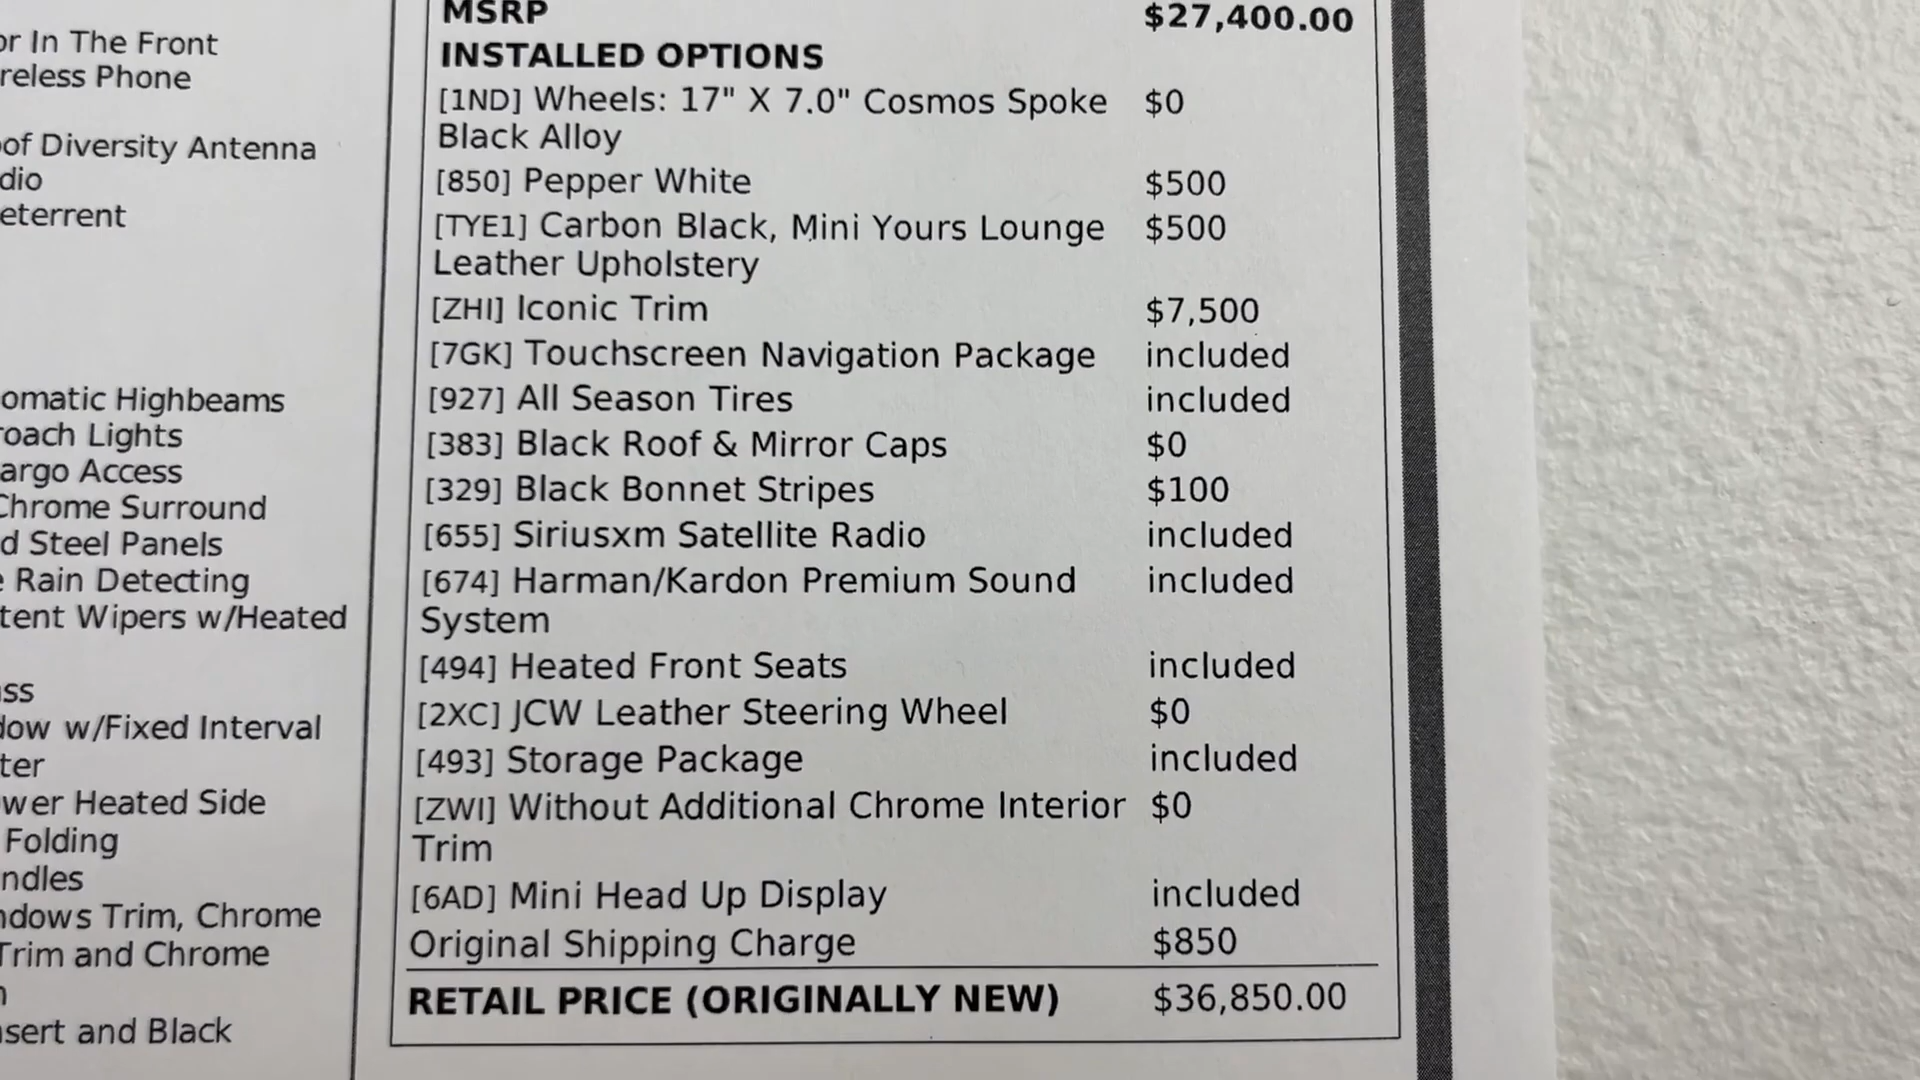 or In The Front
reless Phone
of Diversity Antenna
dio
eterrent
omatic Highbeams
roach Lights
argo Access
Chrome Surround
d Steel Panels
e Rain Detecting
tent Wipers w/Heated
ss
dow w/Fixed Interval
ter
wer Heated Side
Folding
ndles
ndows Trim, Chrome
Trim and Chrome
nsert and Black
MSRP $27,400.00
INSTALLED OPTIONS
[1ND] Wheels: 17" X 7.0" Cosmos Spoke $0
Black Alloy
[850] Pepper White $500
[TYE1] Carbon Black, Mini Yours Lounge $500
Leather Upholstery
[ZHI] Iconic Trim $7,500
[7GK] Touchscreen Navigation Package included
[927] All Season Tires included
[383] Black Roof & Mirror Caps $0
[329] Black Bonnet Stripes $100
[655] Siriusxm Satellite Radio included
[674] Harman/Kardon Premium Sound included
System
[494] Heated Front Seats included
[2XC] JCW Leather Steering Wheel $0
[493] Storage Package included
[ZWI] Without Additional Chrome Interior $0
Trim
[6AD] Mini Head Up Display included
Original Shipping Charge $850
RETAIL PRICE (ORIGINALLY NEW) $36,850.00